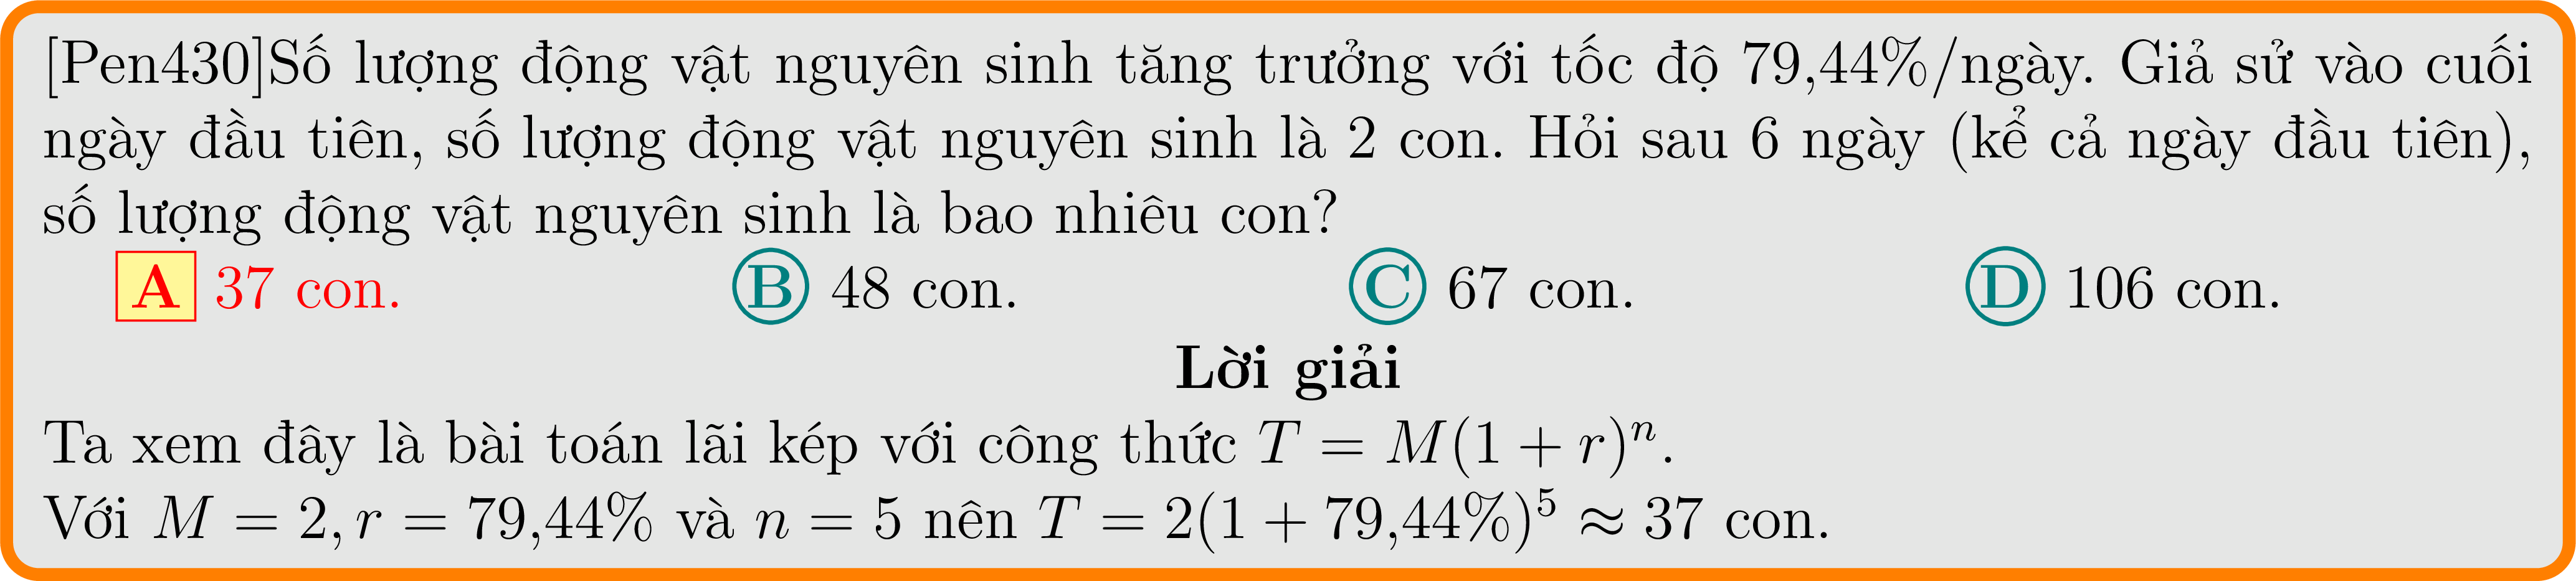 [Pen430]Số lượng động vật nguyên sinh tăng trưởng với tốc độ 79,44%/ngày. Giả sử vào cuối
ngày đầu tiên, số lượng động vật nguyên sinh là 2 con. Hỏi sau 6 ngày (kể cả ngày đầu tiên),
số lượng động vật nguyên sinh là bao nhiêu con?
A 37 con. B 48 con. C 67 con. D 106 con.
Lời giải
Ta xem đây là bài toán lãi kép với công thức T = M(1 + r)ⁿ.
Với M = 2, r = 79,44% và n = 5 nên T = 2(1 + 79,44%)⁵ ≈ 37 con.